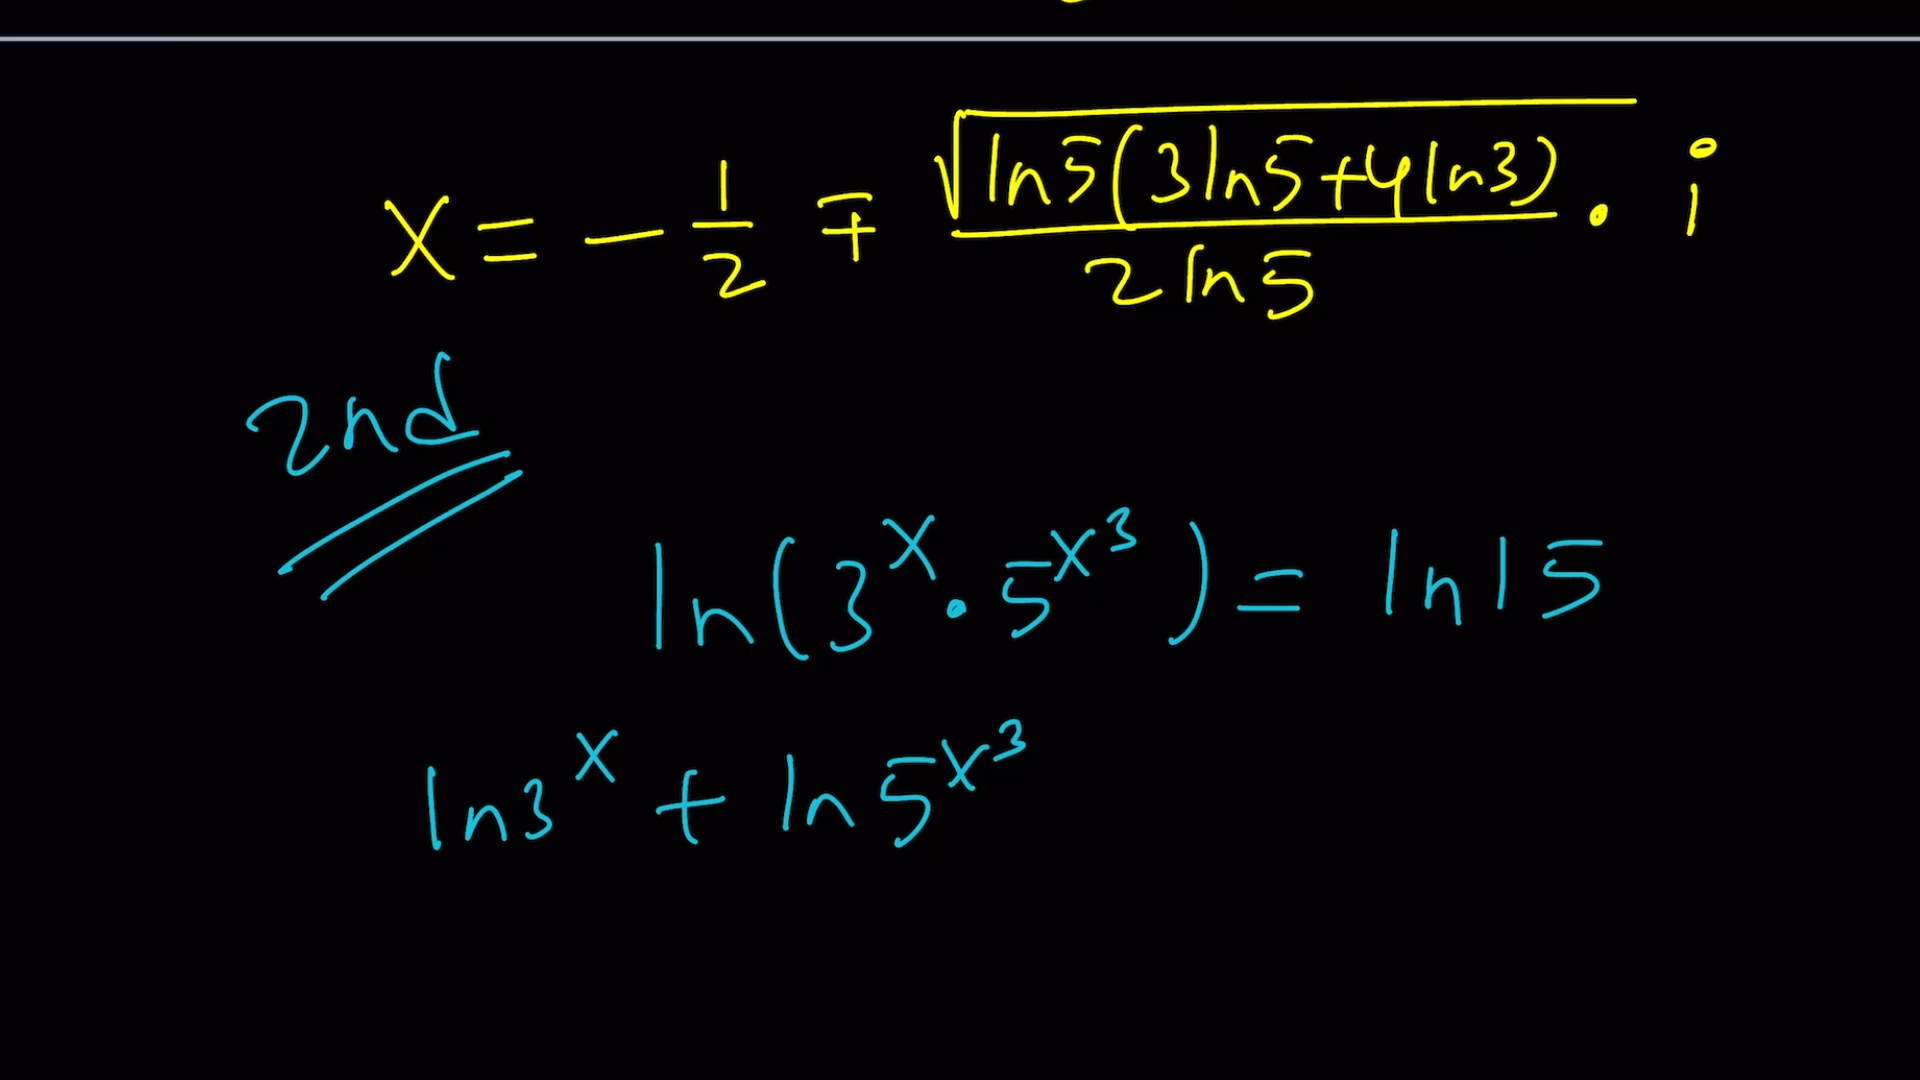 x = - 1/2 ∓ √(ln5(3ln5+4ln3)) / 2ln5 · i
2nd
ln(3^x · 5^x^3) = ln15
ln3^x + ln5^x^3